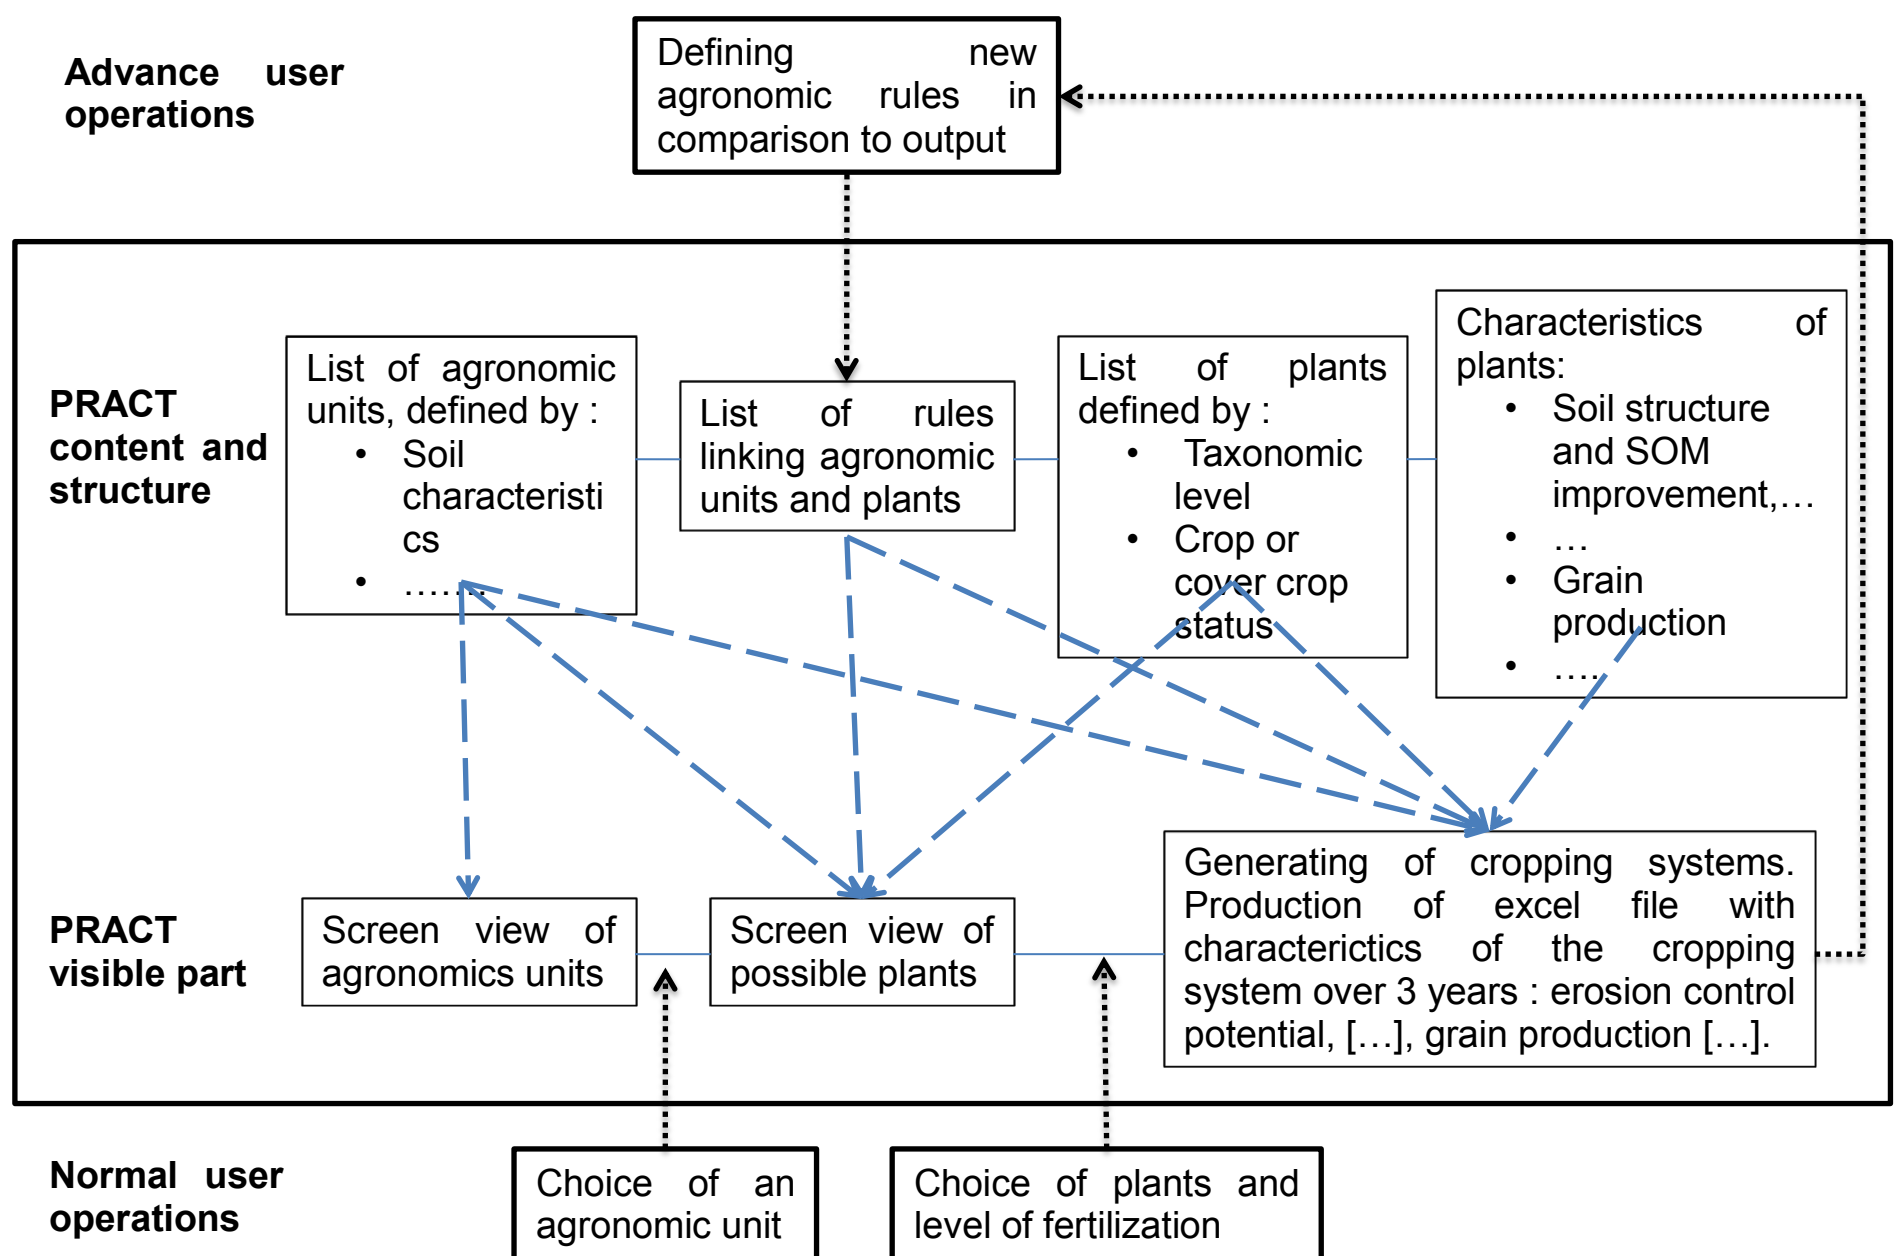 Advance user
operations
Defining new
agronomic rules in
comparison to output
PRACT
content and
structure
List of agronomic
units, defined by :
• Soil
characteristi
cs
• …….
List of rules
linking agronomic
units and plants
List of plants
defined by :
• Taxonomic
level
• Crop or
cover crop
status
Characteristics of
plants:
• Soil structure
and SOM
improvement,…
• …
• Grain
production
• ….
PRACT
visible part
Screen view of
agronomics units
Screen view of
possible plants
Generating of cropping systems.
Production of excel file with
characterictics of the cropping
system over 3 years : erosion control
potential, […], grain production […].
Normal user
operations
Choice of an
agronomic unit
Choice of plants and
level of fertilization